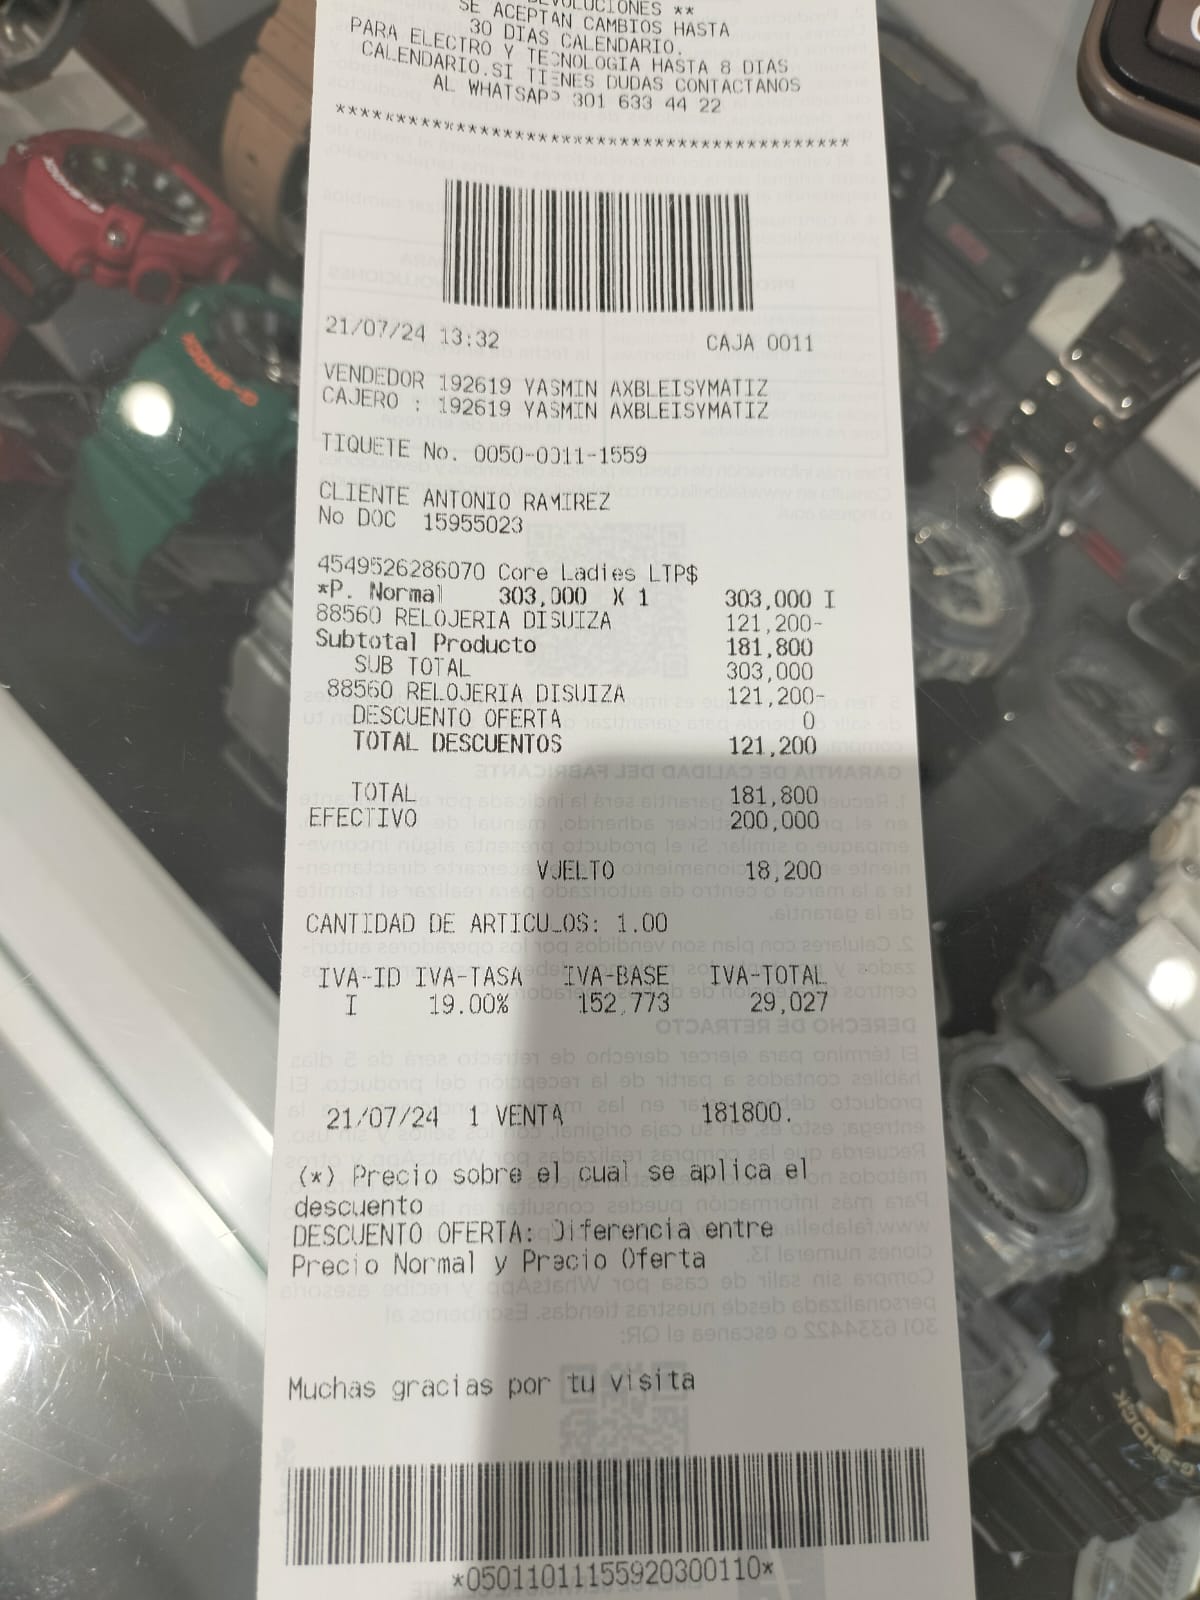 DEVOLUCIONES **
SE ACEPTAN CAMBIOS HASTA
30 DIAS CALENDARIO.
PARA ELECTRO Y TECNOLOGIA HASTA 8 DIAS
CALENDARIO.SI TIENES DUDAS CONTACTANOS
AL WHATSAPP 301 633 44 22
**************************************************
21/07/24 13:32 CAJA 0011
VENDEDOR 192619 YASMIN AXBLEISYMATIZ
CAJERO : 192619 YASMIN AXBLEISYMATIZ
TIQUETE No. 0050-0011-1559
CLIENTE ANTONIO RAMIREZ
No DOC 15955023
4549526286070 Core Ladies LTP$
*P. Normal 303,000 X 1 303,000 I
88560 RELOJERIA DISUIZA 121,200-
Subtotal Producto 181,800
SUB TOTAL 303,000
88560 RELOJERIA DISUIZA 121,200-
DESCUENTO OFERTA 0
TOTAL DESCUENTOS 121,200
TOTAL 181,800
EFECTIVO 200,000
VUELTO 18,200
CANTIDAD DE ARTICULOS: 1.00
IVA-ID IVA-TASA IVA-BASE IVA-TOTAL
I 19.00% 152,773 29,027
21/07/24 1 VENTA 181800.
(*) Precio sobre el cual se aplica el
descuento
DESCUENTO OFERTA: Diferencia entre
Precio Normal y Precio Oferta
Muchas gracias por tu visita
*05011011155920300110*
G-SHOCK
G-SHOCK
G-SHOCK
G-SHOCK